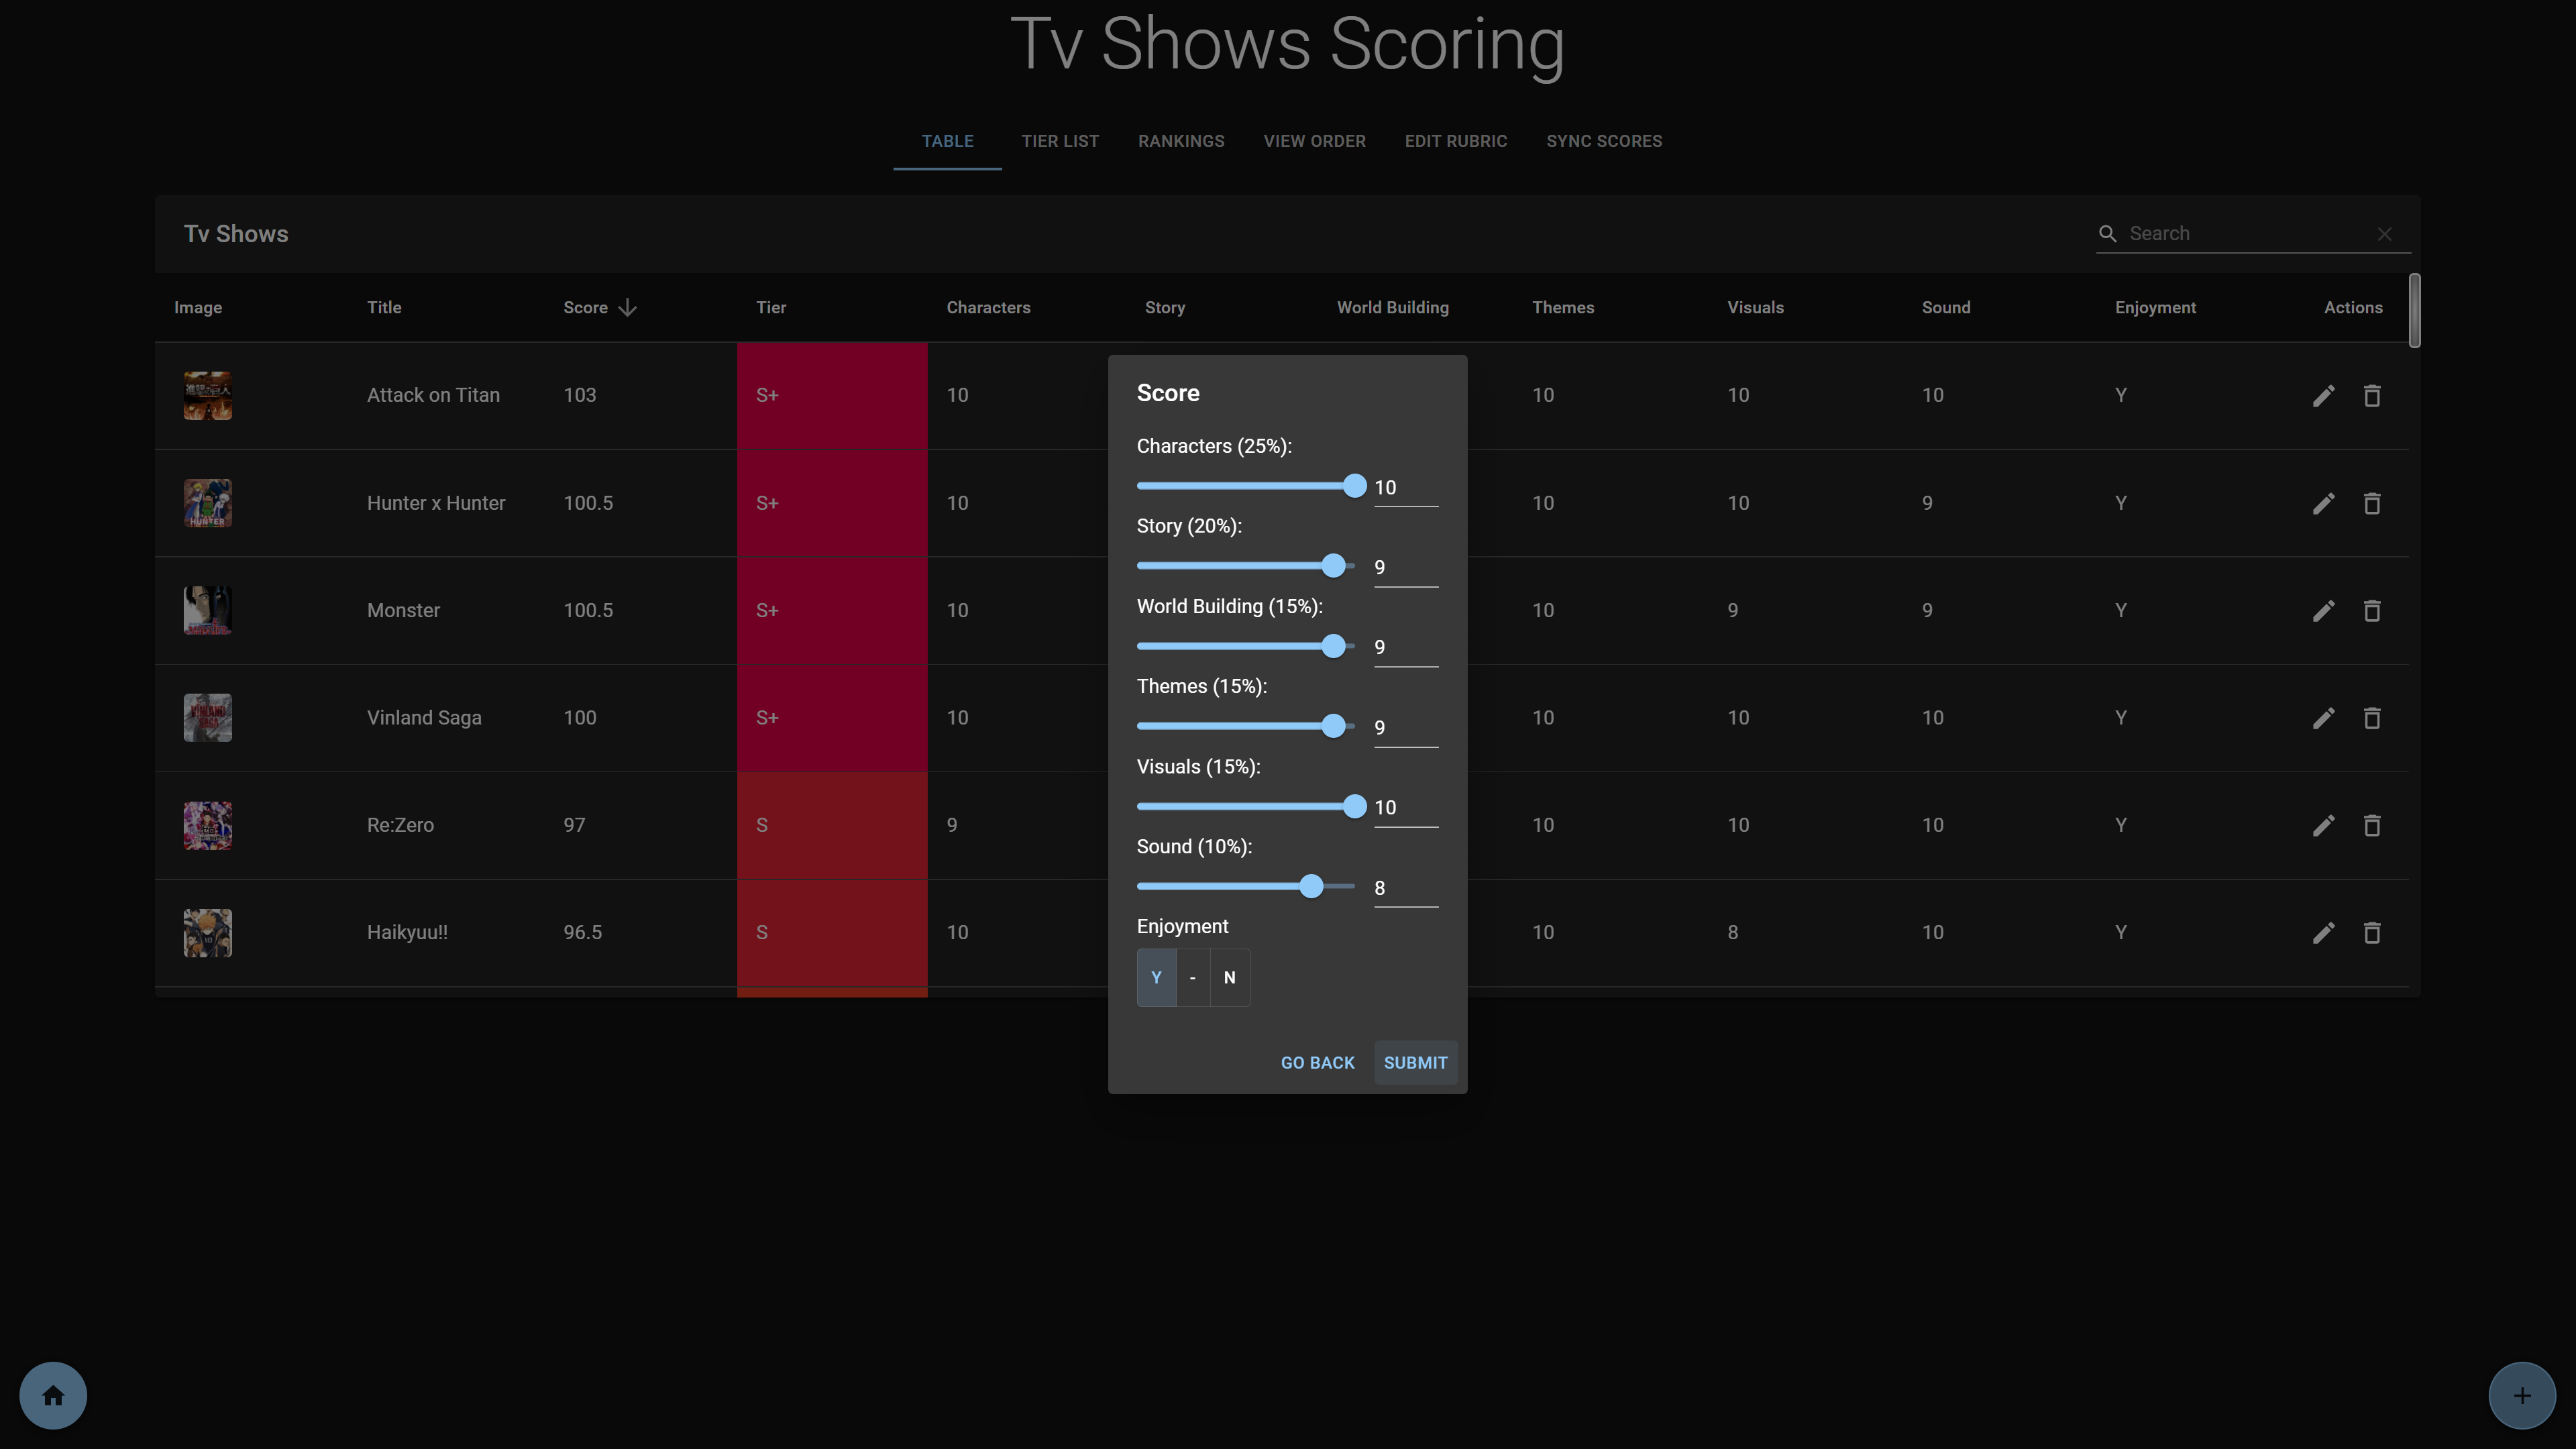 Tv Shows Scoring
TABLE TIER LIST RANKINGS VIEW ORDER EDIT RUBRIC SYNC SCORES
Tv Shows Search
Image Title Score Tier Characters Story World Building Themes Visuals Sound Enjoyment Actions
Attack on Titan 103 S+ 10 10 10 10 Y
HUNTER Hunter x Hunter 100.5 S+ 10 10 10 9 Y
Monster 100.5 S+ 10 10 9 9 Y
VINLAND SAGA Vinland Saga 100 S+ 10 10 10 10 Y
Re:Zero 97 S 9 10 10 10 Y
Haikyuu!! 96.5 S 10 10 8 10 Y
Score
Characters (25%):
10
Story (20%):
9
World Building (15%):
9
Themes (15%):
9
Visuals (15%):
10
Sound (10%):
8
Enjoyment
Y - N
GO BACK SUBMIT